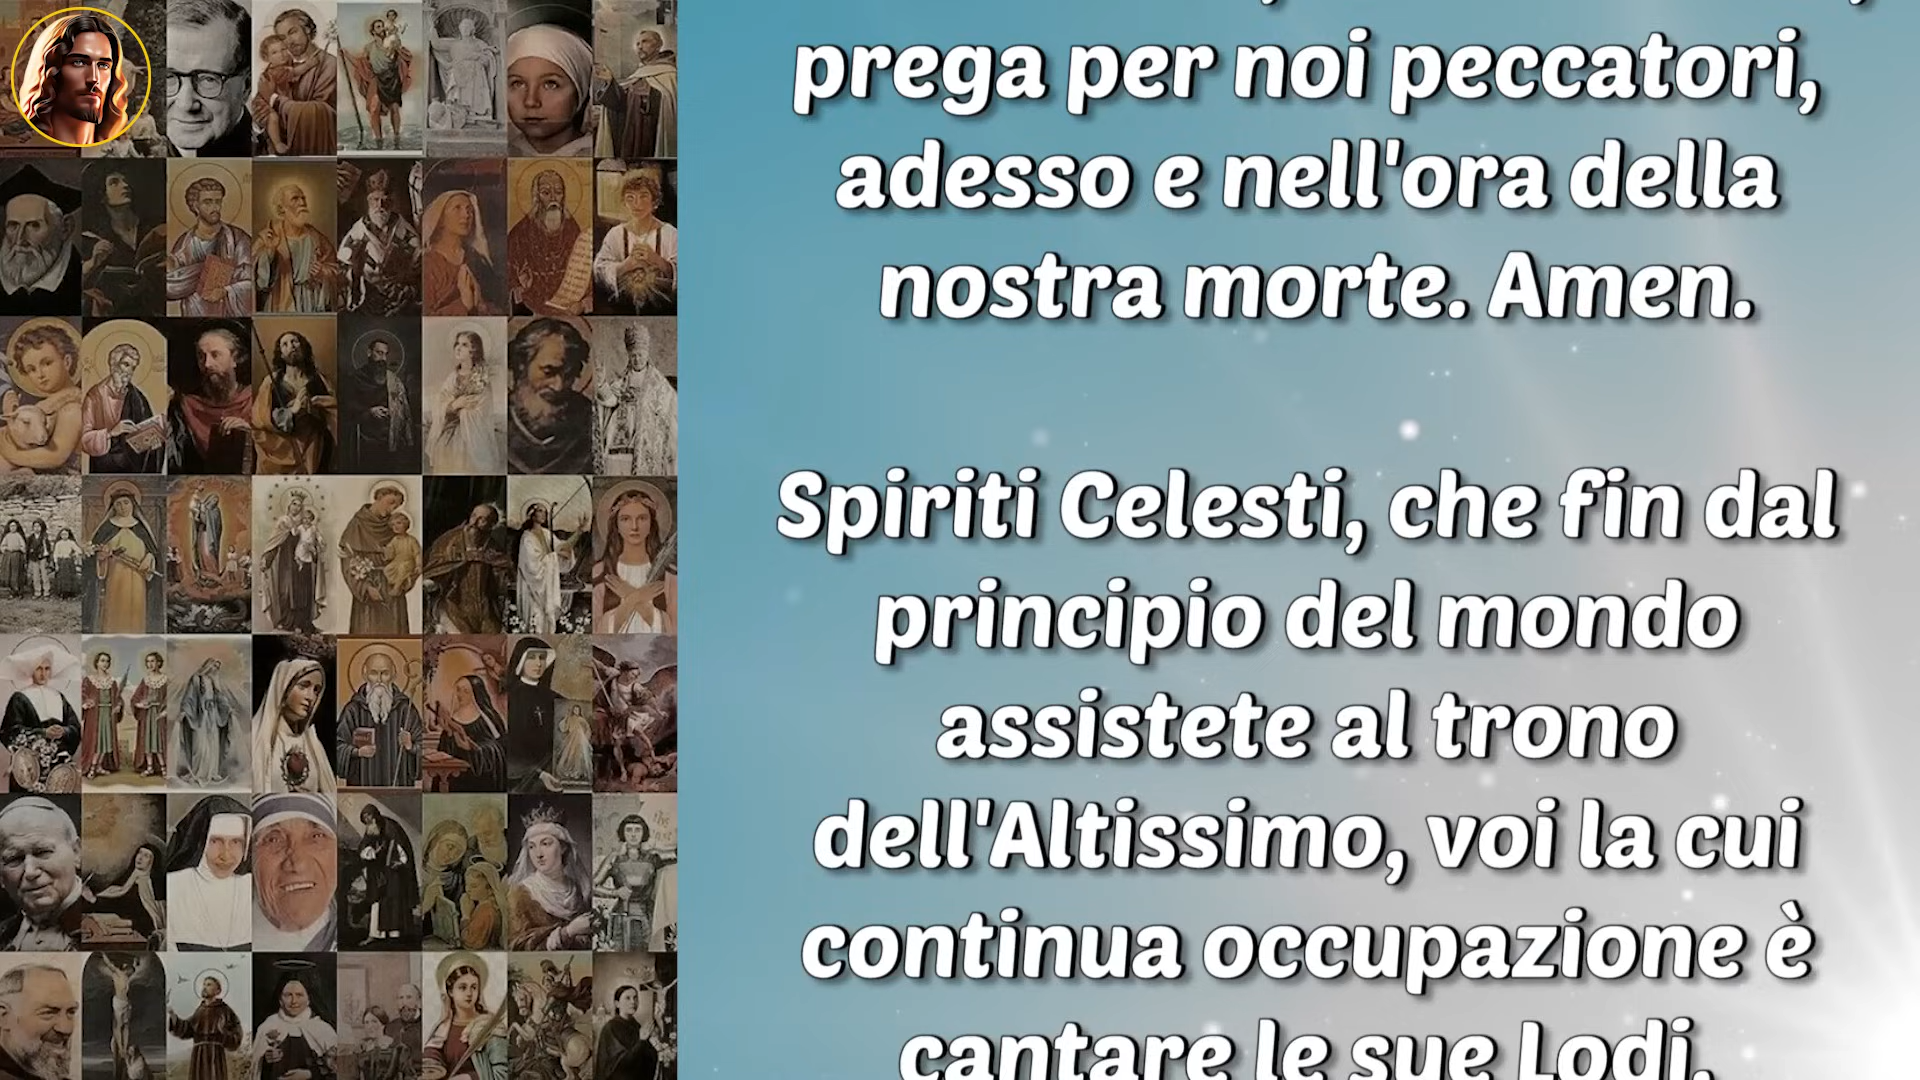 prega per noi peccatori,
adesso e nell'ora della
nostra morte. Amen.
Spiriti Celesti, che fin dal
principio del mondo
assistete al trono
dell'Altissimo, voi la cui
continua occupazione è
cantare le sue Lodi,